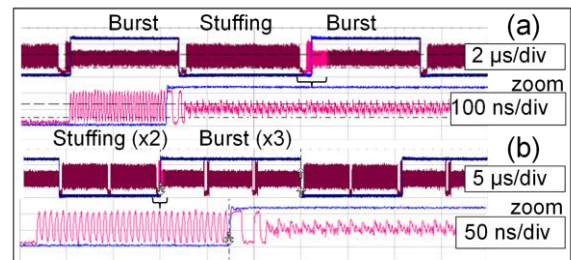 Burst Stuffing Burst (a)
2 µs/div
zoom
100 ns/div
Stuffing (x2) Burst (x3) (b)
5 µs/div
zoom
50 ns/div